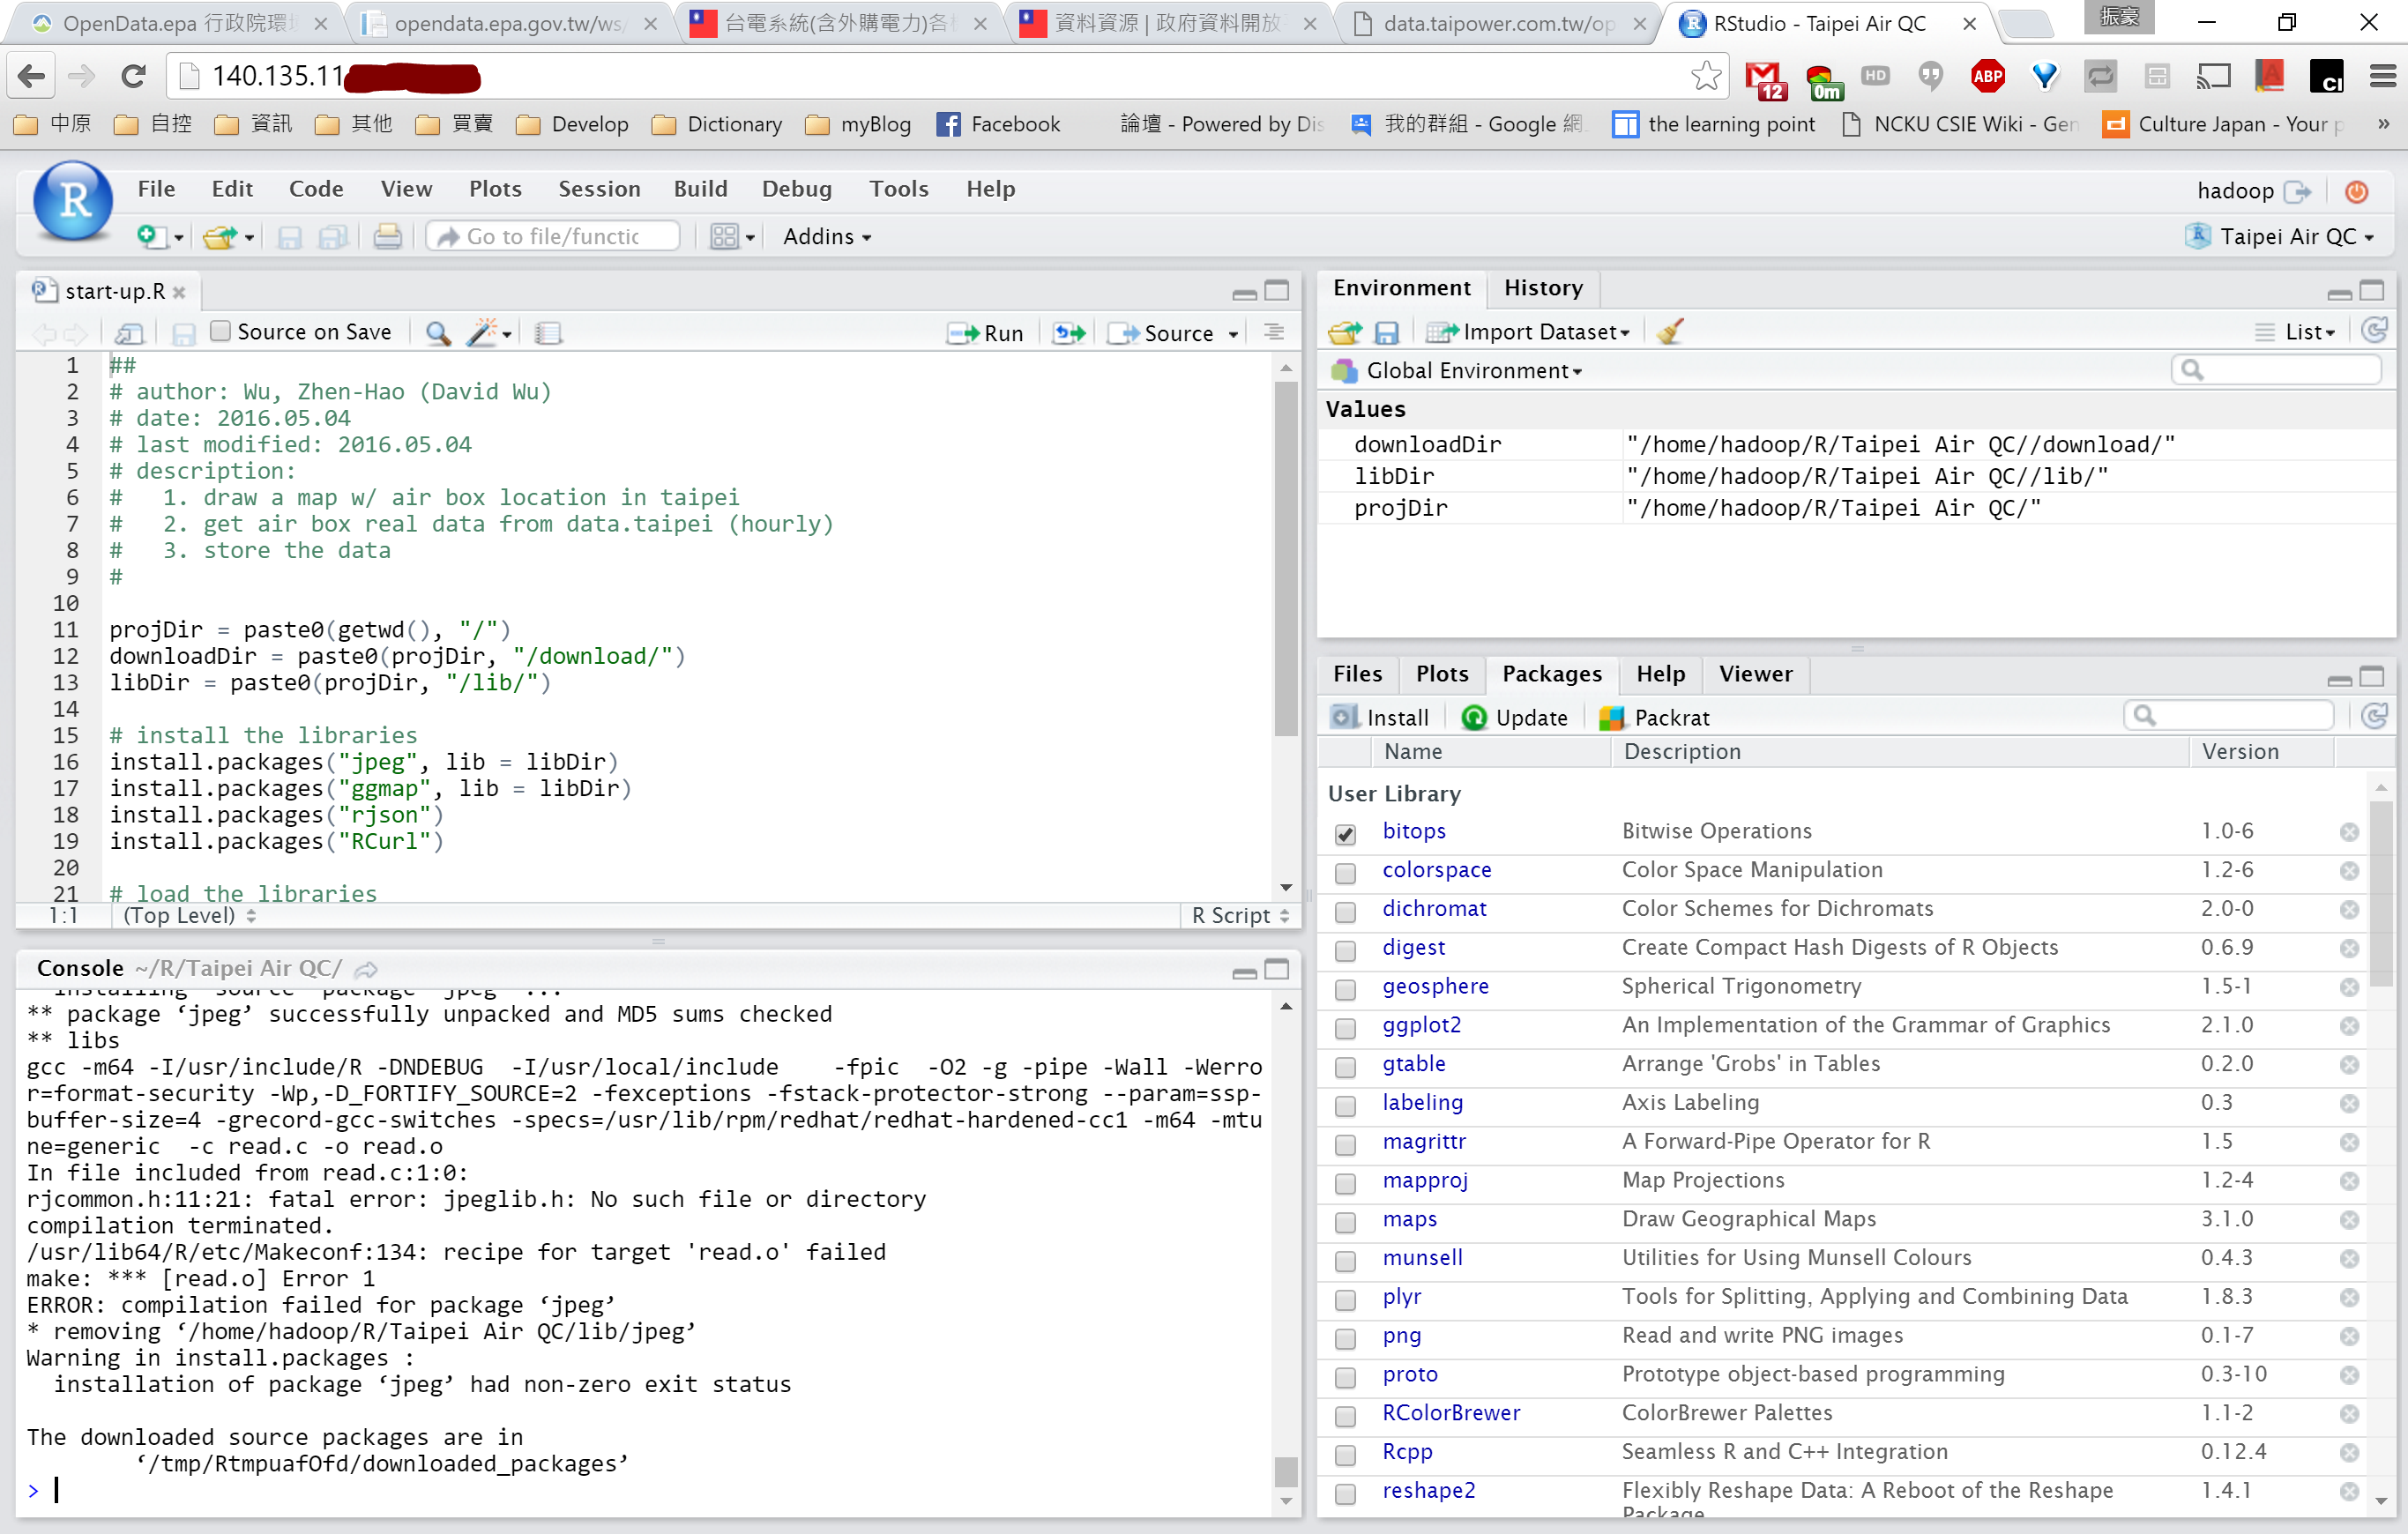 OpenData.epa 行政院環
opendata.epa.gov.tw/ws/
台電系統(含外購電力)各
資料資源 | 政府資料開放
data.taipower.com.tw/op
RStudio - Taipei Air QC
振豪
140.135.11
12
0m
HD
ABP
中原
自控
資訊
其他
買賣
Develop
Dictionary
myBlog
Facebook
論壇 - Powered by Dis
我的群組 - Google 網
the learning point
NCKU CSIE Wiki - Gen
Culture Japan - Your p
»
R
File Edit Code View Plots Session Build Debug Tools Help
hadoop
Go to file/functic
Addins
Taipei Air QC
start-up.R
Source on Save
Run
Source
1 ##
2 # author: Wu, Zhen-Hao (David Wu)
3 # date: 2016.05.04
4 # last modified: 2016.05.04
5 # description:
6 #   1. draw a map w/ air box location in taipei
7 #   2. get air box real data from data.taipei (hourly)
8 #   3. store the data
9 #
10
11 projDir = paste0(getwd(), "/")
12 downloadDir = paste0(projDir, "/download/")
13 libDir = paste0(projDir, "/lib/")
14
15 # install the libraries
16 install.packages("jpeg", lib = libDir)
17 install.packages("ggmap", lib = libDir)
18 install.packages("rjson")
19 install.packages("RCurl")
20
21 # load the libraries
1:1 (Top Level) R Script
Console ~/R/Taipei Air QC/
installing *source* package ‘jpeg’ ...
** package ‘jpeg’ successfully unpacked and MD5 sums checked
** libs
gcc -m64 -I/usr/include/R -DNDEBUG  -I/usr/local/include    -fpic  -O2 -g -pipe -Wall -Werro
r=format-security -Wp,-D_FORTIFY_SOURCE=2 -fexceptions -fstack-protector-strong --param=ssp-
buffer-size=4 -grecord-gcc-switches -specs=/usr/lib/rpm/redhat/redhat-hardened-cc1 -m64 -mtu
ne=generic  -c read.c -o read.o
In file included from read.c:1:0:
rjcommon.h:11:21: fatal error: jpeglib.h: No such file or directory
compilation terminated.
/usr/lib64/R/etc/Makeconf:134: recipe for target 'read.o' failed
make: *** [read.o] Error 1
ERROR: compilation failed for package ‘jpeg’
* removing ‘/home/hadoop/R/Taipei Air QC/lib/jpeg’
Warning in install.packages :
  installation of package ‘jpeg’ had non-zero exit status
The downloaded source packages are in
‘/tmp/RtmpuafOfd/downloaded_packages’
>
Environment History
Import Dataset
List
Global Environment
Values
downloadDir "/home/hadoop/R/Taipei Air QC//download/"
libDir "/home/hadoop/R/Taipei Air QC//lib/"
projDir "/home/hadoop/R/Taipei Air QC/"
Files Plots Packages Help Viewer
Install Update Packrat
Name Description Version
User Library
bitops Bitwise Operations 1.0-6
colorspace Color Space Manipulation 1.2-6
dichromat Color Schemes for Dichromats 2.0-0
digest Create Compact Hash Digests of R Objects 0.6.9
geosphere Spherical Trigonometry 1.5-1
ggplot2 An Implementation of the Grammar of Graphics 2.1.0
gtable Arrange 'Grobs' in Tables 0.2.0
labeling Axis Labeling 0.3
magrittr A Forward-Pipe Operator for R 1.5
mapproj Map Projections 1.2-4
maps Draw Geographical Maps 3.1.0
munsell Utilities for Using Munsell Colours 0.4.3
plyr Tools for Splitting, Applying and Combining Data 1.8.3
png Read and write PNG images 0.1-7
proto Prototype object-based programming 0.3-10
RColorBrewer ColorBrewer Palettes 1.1-2
Rcpp Seamless R and C++ Integration 0.12.4
reshape2 Flexibly Reshape Data: A Reboot of the Reshape 1.4.1
Package.